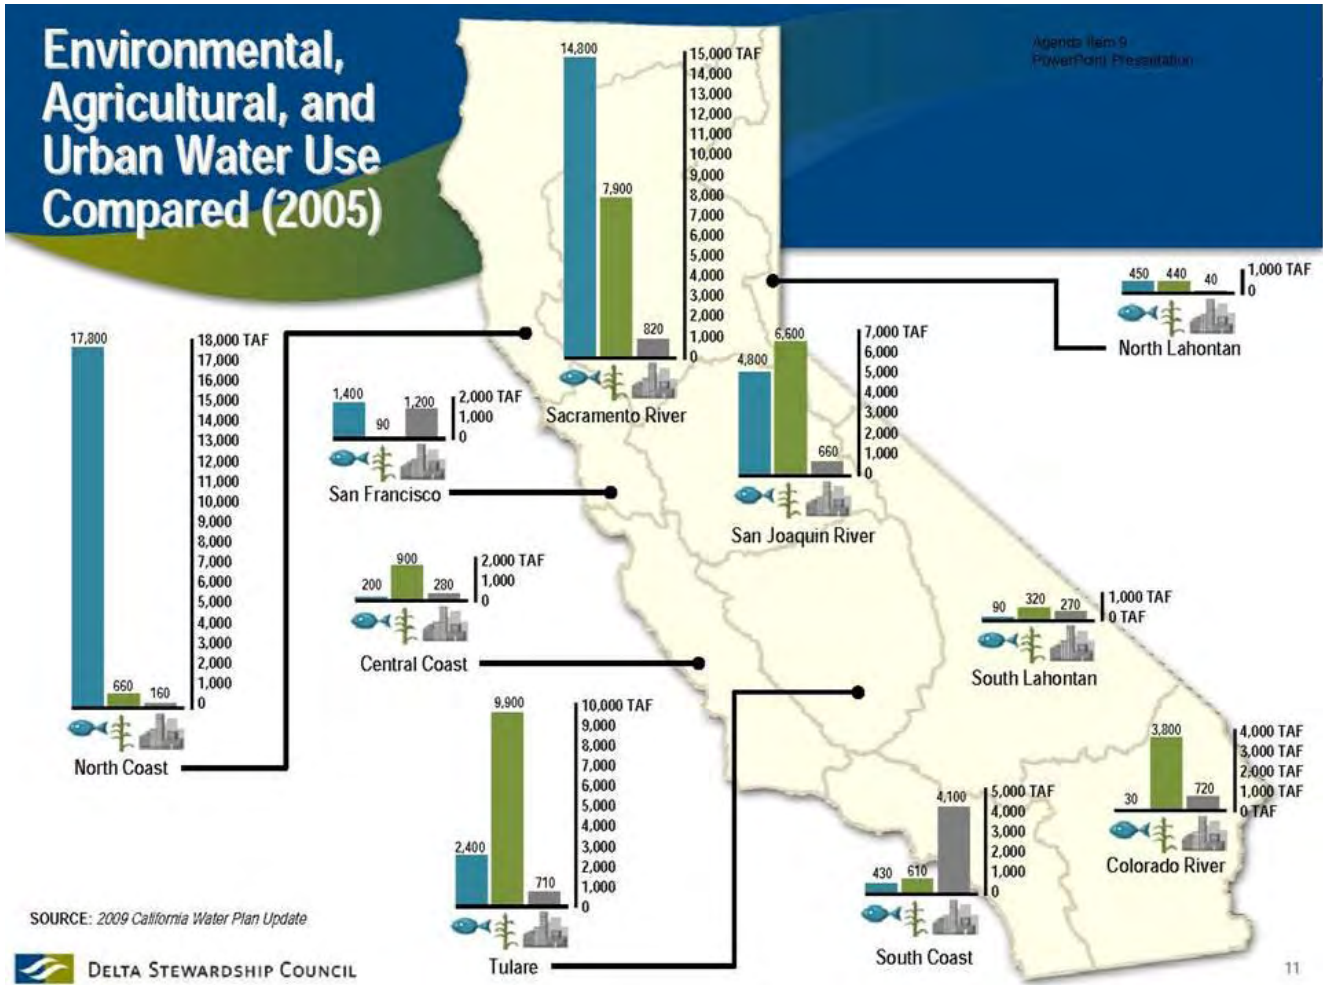 Environmental,
Agricultural, and
Urban Water Use
Compared (2005)
Agenda Item 9
PowerPoint Presentation
14,800
7,900
820
15,000 TAF
14,000
13,000
12,000
11,000
10,000
9,000
8,000
7,000
6,000
5,000
4,000
3,000
2,000
1,000
0
Sacramento River
450 440 40
1,000 TAF
0
North Lahontan
17,800
660
160
18,000 TAF
17,000
16,000
15,000
14,000
13,000
12,000
11,000
10,000
9,000
8,000
7,000
6,000
5,000
4,000
3,000
2,000
1,000
0
North Coast
1,400
90
1,200
2,000 TAF
1,000
0
San Francisco
4,800
6,600
660
7,000 TAF
6,000
5,000
4,000
3,000
2,000
1,000
0
San Joaquin River
200
900
280
2,000 TAF
1,000
0
Central Coast
90
320
270
1,000 TAF
0 TAF
South Lahontan
2,400
9,900
710
10,000 TAF
9,000
8,000
7,000
6,000
5,000
4,000
3,000
2,000
1,000
0
Tulare
430
610
4,100
5,000 TAF
4,000
3,000
2,000
1,000
0
South Coast
30
3,800
720
4,000 TAF
3,000 TAF
2,000 TAF
1,000 TAF
0 TAF
Colorado River
SOURCE: 2009 California Water Plan Update
DELTA STEWARDSHIP COUNCIL
11